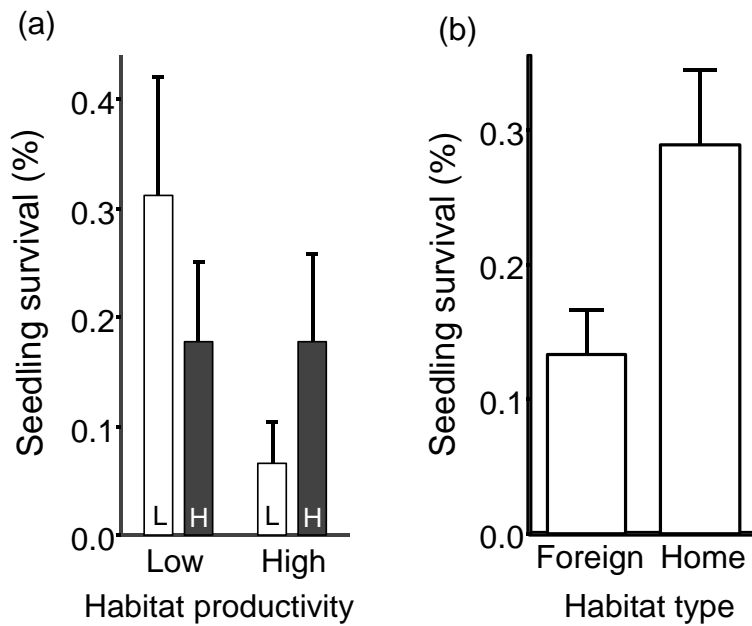 (a)
Seedling survival (%)
0.4
0.3
0.2
0.1
0.0
L
H
L
H
Low
High
Habitat productivity
(b)
Seedling survival (%)
0.3
0.2
0.1
0.0
Foreign
Home
Habitat type